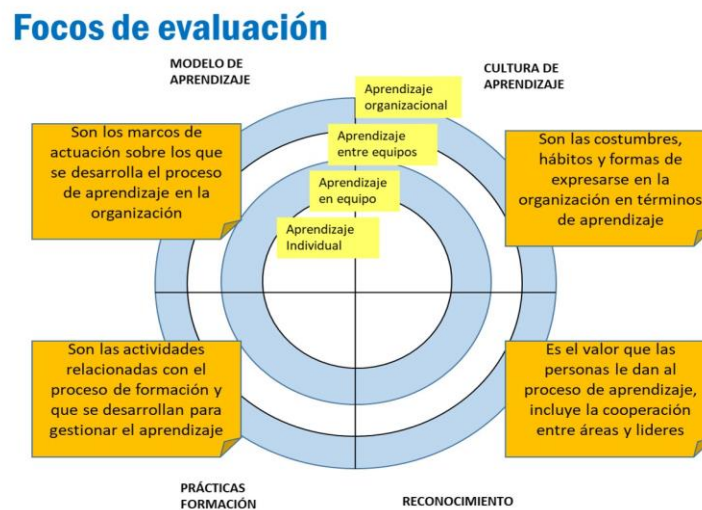 Focos de evaluación
MODELO DE
APRENDIZAJE
CULTURA DE
APRENDIZAJE
Aprendizaje
organizacional
Aprendizaje
entre equipos
Aprendizaje
en equipo
Aprendizaje
Individual
Son los marcos de
actuación sobre los que
se desarrolla el proceso
de aprendizaje en la
organización
Son las costumbres,
hábitos y formas de
expresarse en la
organización en términos
de aprendizaje
Son las actividades
relacionadas con el
proceso de formación y
que se desarrollan para
gestionar el aprendizaje
Es el valor que las
personas le dan al
proceso de aprendizaje,
incluye la cooperación
entre áreas y lideres
PRÁCTICAS
FORMACIÓN
RECONOCIMIENTO